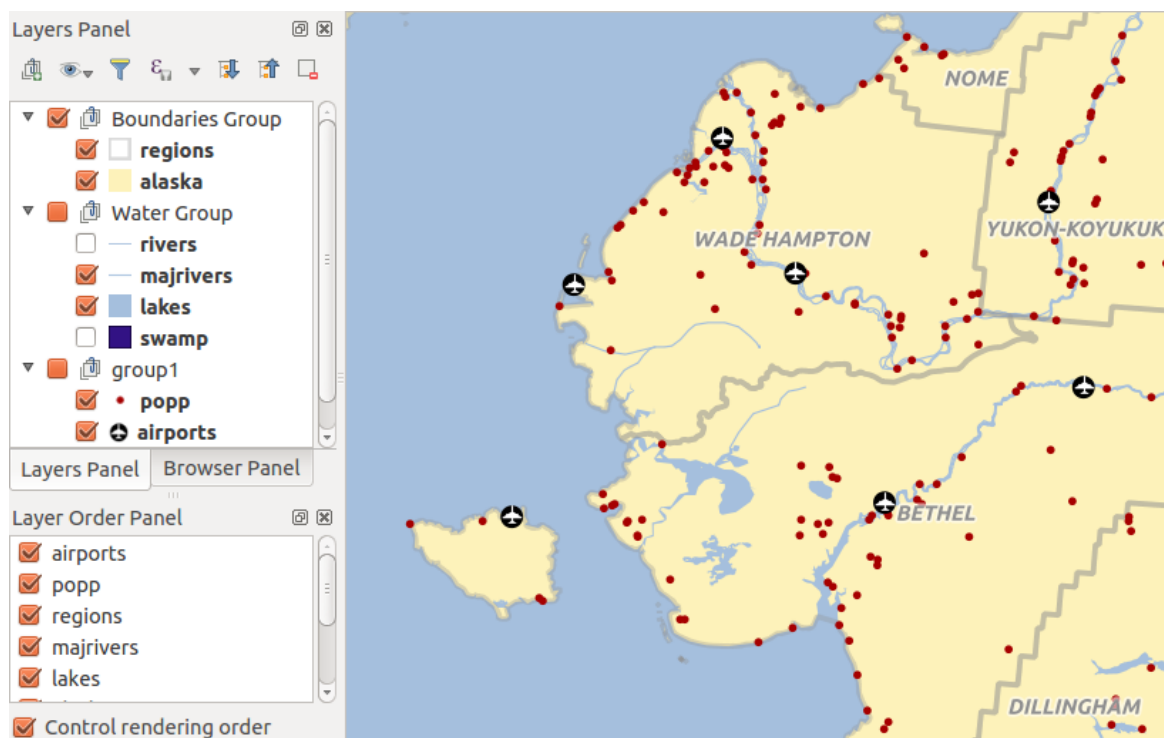 Layers Panel
Boundaries Group
regions
alaska
Water Group
rivers
majrivers
lakes
swamp
group1
popp
airports
Layers Panel
Browser Panel
Layer Order Panel
airports
popp
regions
majrivers
lakes
Control rendering order
NOME
YUKON-KOYUKUK
WADE HAMPTON
BETHEL
DILLINGHAM